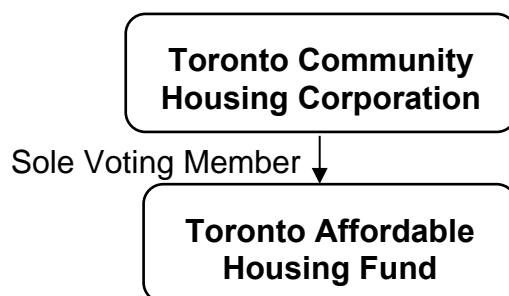 Toronto Community
Housing Corporation
Sole Voting Member
Toronto Affordable
Housing Fund